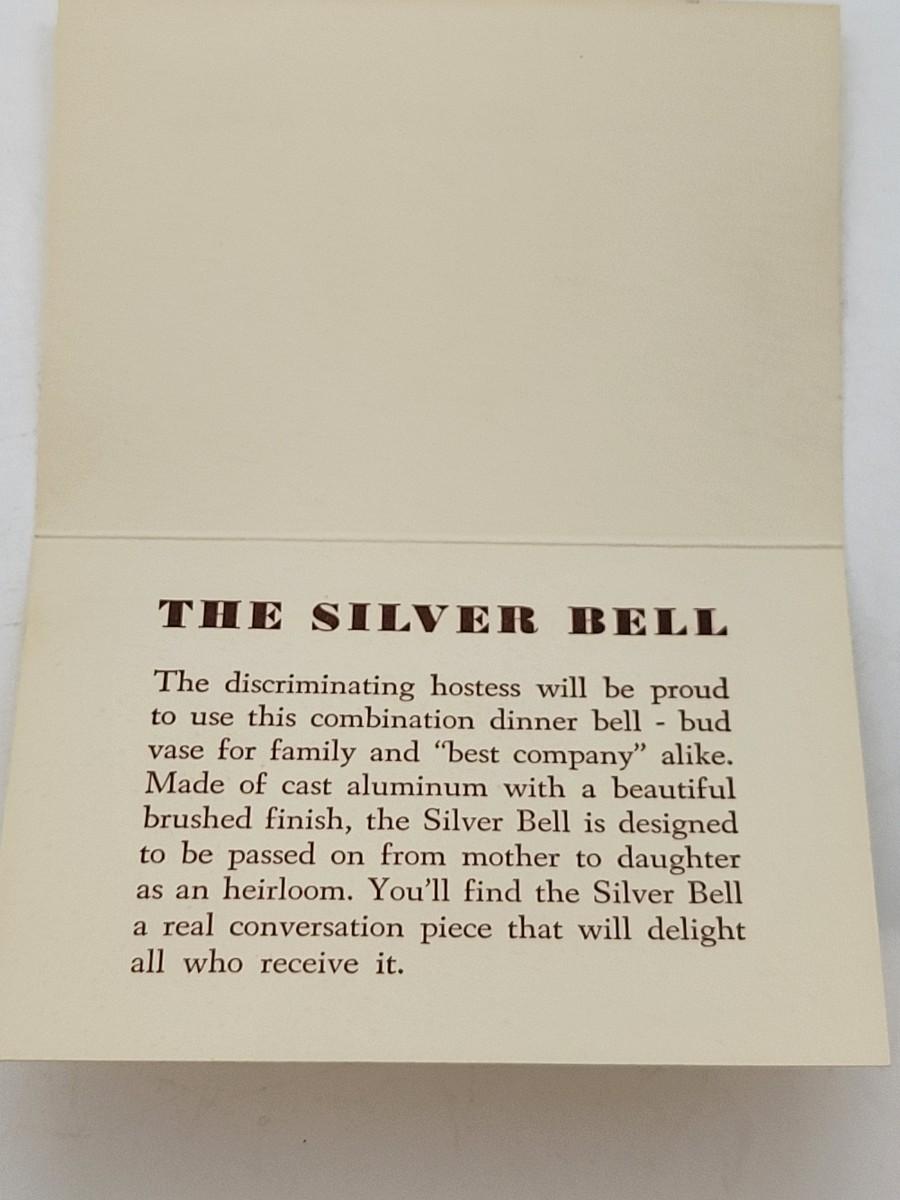 THE SILVER BELL
The discriminating hostess will be proud
to use this combination dinner bell - bud
vase for family and “best company” alike.
Made of cast aluminum with a beautiful
brushed finish, the Silver Bell is designed
to be passed on from mother to daughter
as an heirloom. You’ll find the Silver Bell
a real conversation piece that will delight
all who receive it.